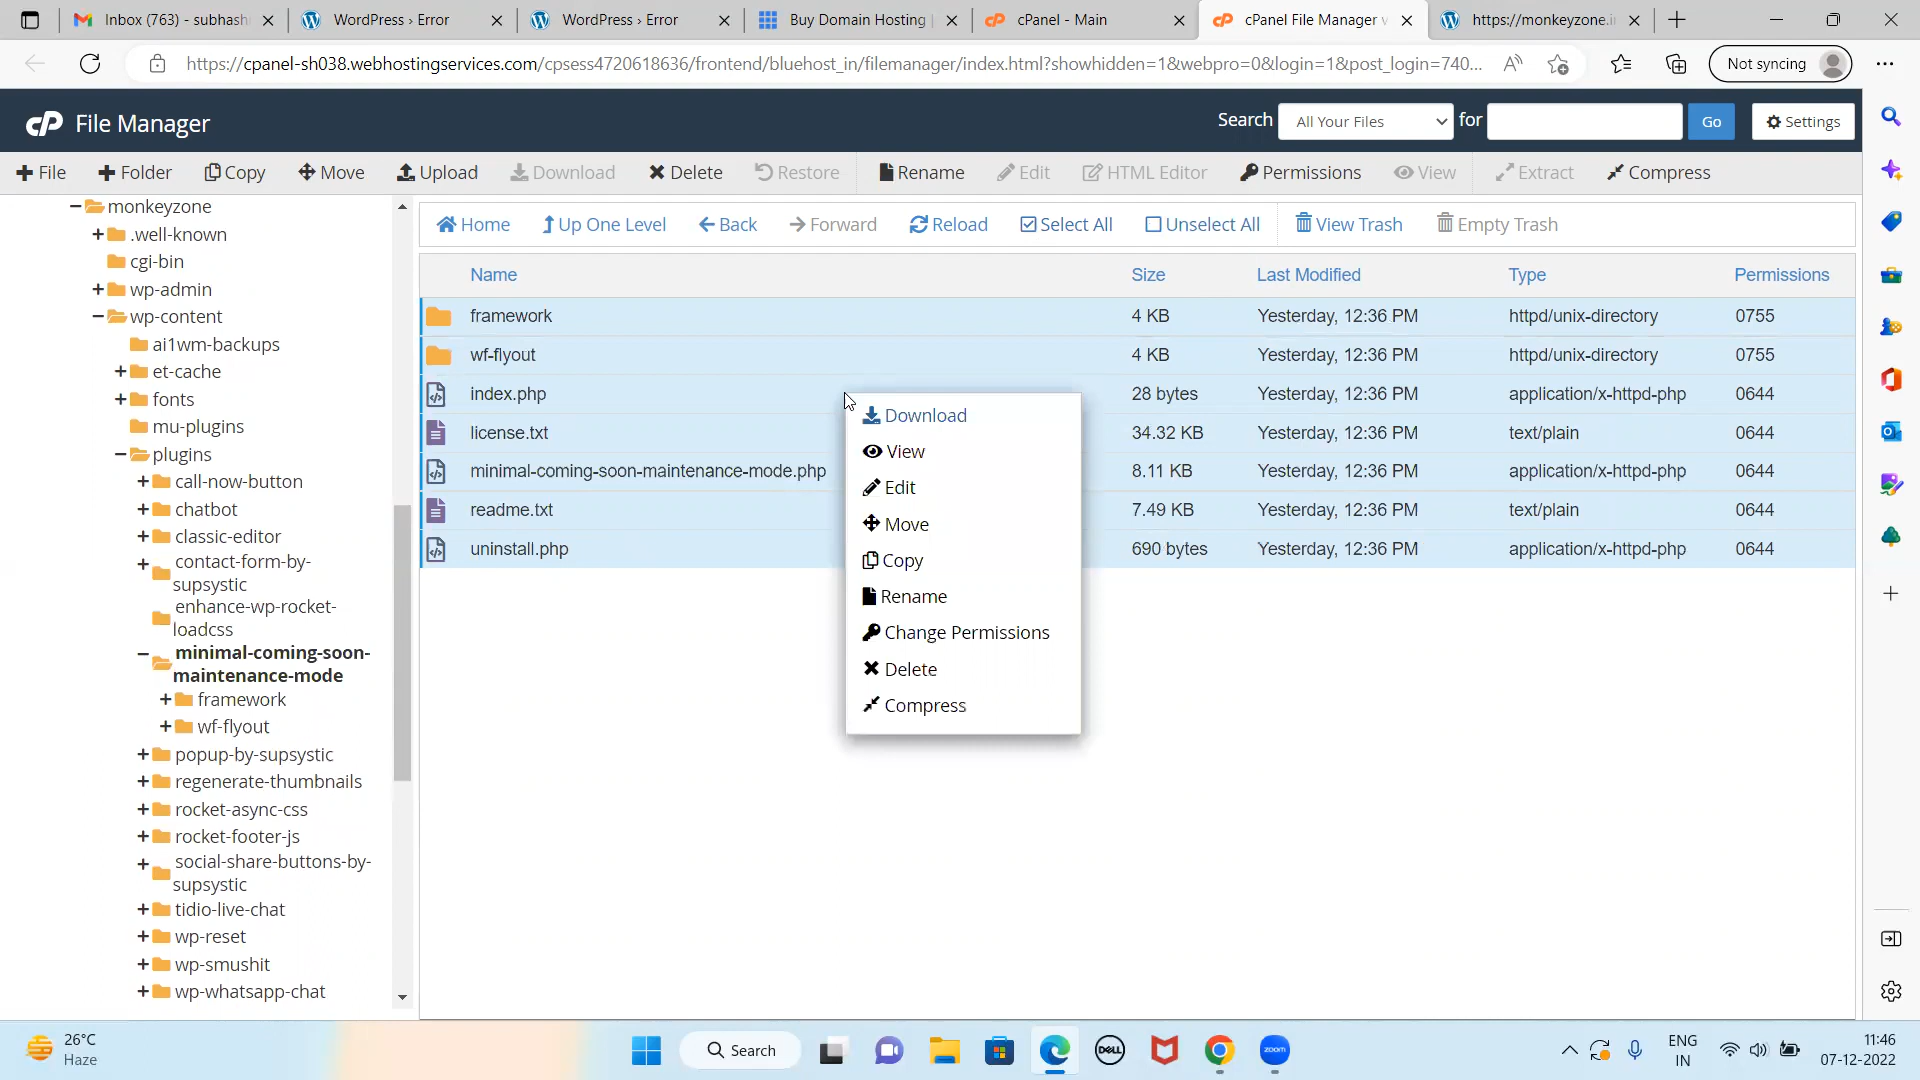 Inbox (763) - subhash
WordPress › Error
WordPress › Error
Buy Domain Hosting |
cPanel - Main
cPanel File Manager v
https://monkeyzone.i
https://cpanel-sh038.webhostingservices.com/cpsess4720618636/frontend/bluehost_in/filemanager/index.html?showhidden=1&webpro=0&login=1&post_login=740...
Not syncing
cP File Manager
Search All Your Files for Go Settings
File Folder Copy Move Upload Download Delete Restore Rename Edit HTML Editor Permissions View Extract Compress
Home Up One Level Back Forward Reload Select All Unselect All View Trash Empty Trash
monkeyzone
.well-known
cgi-bin
wp-admin
wp-content
ai1wm-backups
et-cache
fonts
mu-plugins
plugins
call-now-button
chatbot
classic-editor
contact-form-by-
supsystic
enhance-wp-rocket-
loadcss
minimal-coming-soon-
maintenance-mode
framework
wf-flyout
popup-by-supsystic
regenerate-thumbnails
rocket-async-css
rocket-footer-js
social-share-buttons-by-
supsystic
tidio-live-chat
wp-reset
wp-smushit
wp-whatsapp-chat
Name Size Last Modified Type Permissions
framework 4 KB Yesterday, 12:36 PM httpd/unix-directory 0755
wf-flyout 4 KB Yesterday, 12:36 PM httpd/unix-directory 0755
index.php 28 bytes Yesterday, 12:36 PM application/x-httpd-php 0644
license.txt 34.32 KB Yesterday, 12:36 PM text/plain 0644
minimal-coming-soon-maintenance-mode.php 8.11 KB Yesterday, 12:36 PM application/x-httpd-php 0644
readme.txt 7.49 KB Yesterday, 12:36 PM text/plain 0644
uninstall.php 690 bytes Yesterday, 12:36 PM application/x-httpd-php 0644
Download
View
Edit
Move
Copy
Rename
Change Permissions
Delete
Compress
26°C
Haze
Search
DELL
zoom
ENG
IN
11:46
07-12-2022